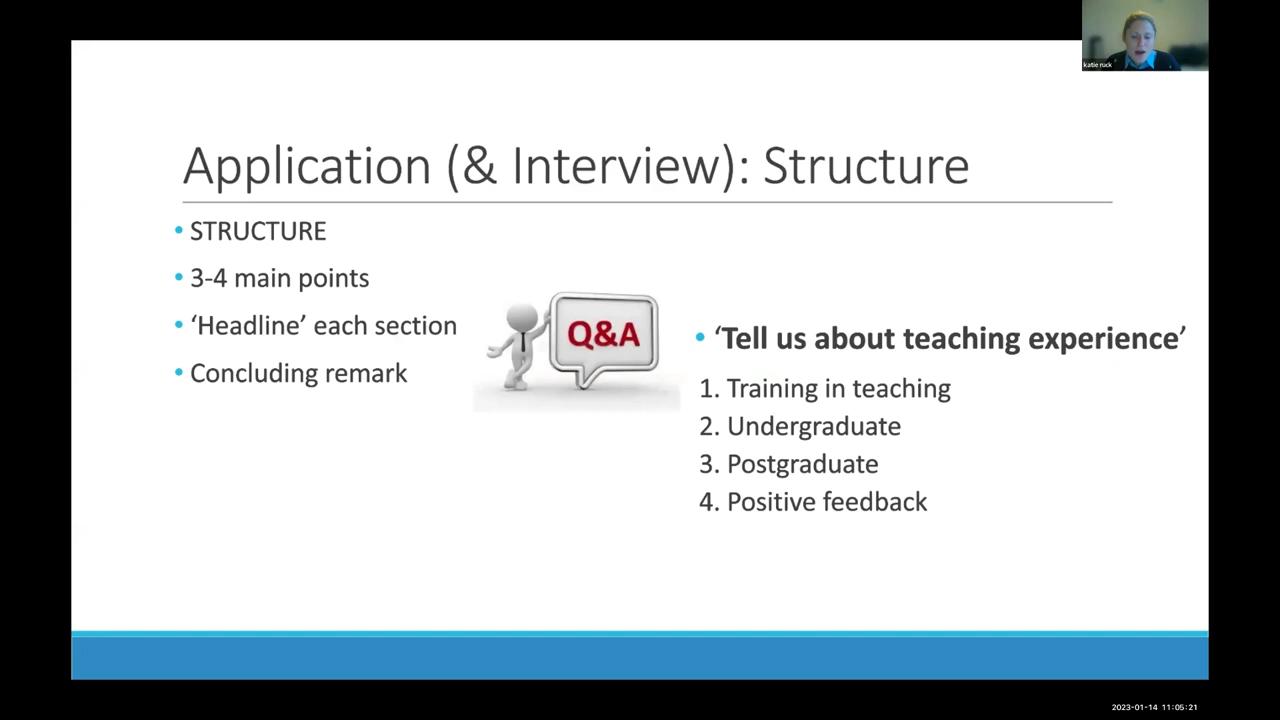 katie ruck
Application (& Interview): Structure
• STRUCTURE
• 3-4 main points
• ‘Headline’ each section
• Concluding remark
Q&A
• ‘Tell us about teaching experience’
1. Training in teaching
2. Undergraduate
3. Postgraduate
4. Positive feedback
2023-01-14 11:05:21